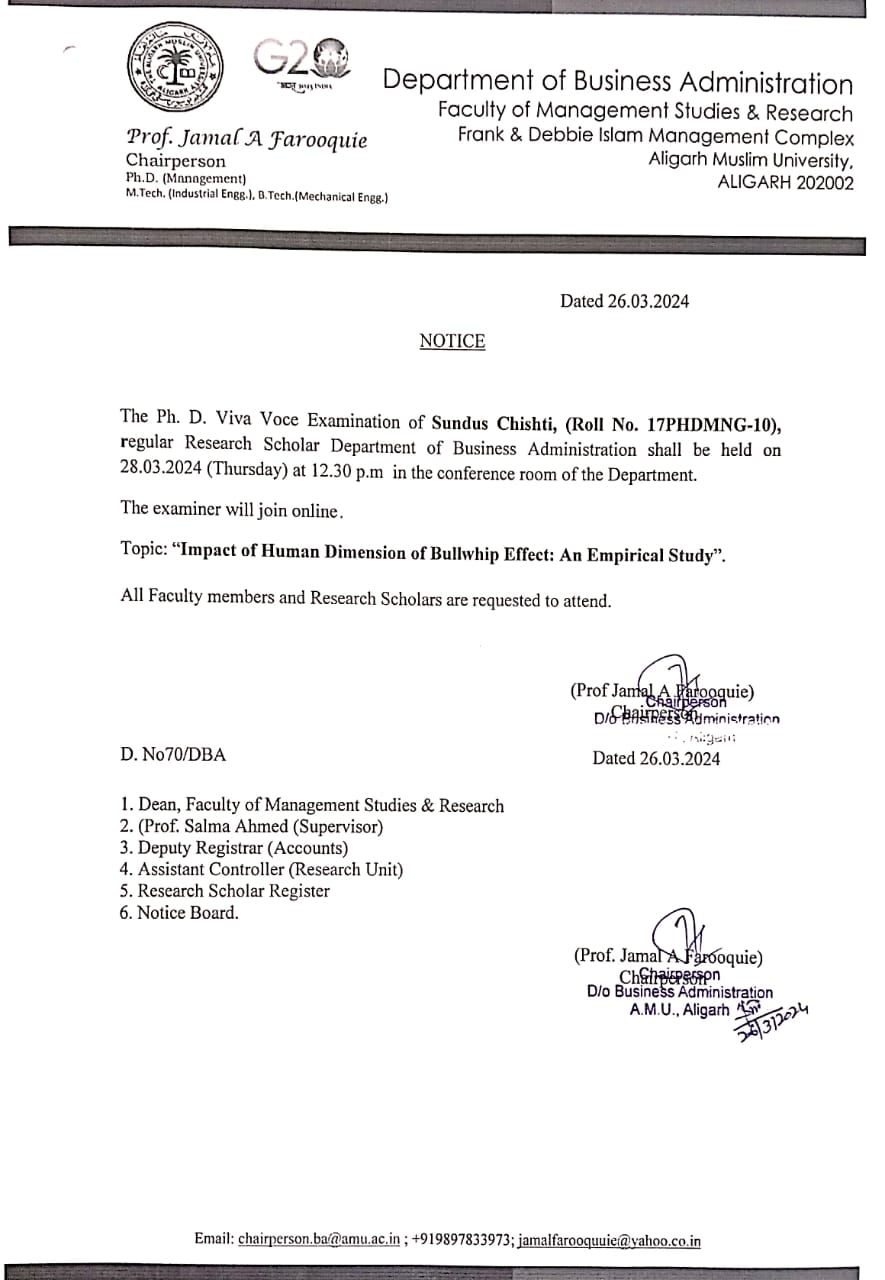 G20
भारत 2023 INDIA
Department of Business Administration
Faculty of Management Studies & Research
Frank & Debbie Islam Management Complex
Aligarh Muslim University,
ALIGARH 202002
Prof. Jamal A Farooquie
Chairperson
Ph.D. (Management)
M.Tech. (Industrial Engg.), B.Tech.(Mechanical Engg.)
Dated 26.03.2024
NOTICE
The Ph. D. Viva Voce Examination of Sundus Chishti, (Roll No. 17PHDMNG-10),
regular Research Scholar Department of Business Administration shall be held on
28.03.2024 (Thursday) at 12.30 p.m in the conference room of the Department.
The examiner will join online.
Topic: “Impact of Human Dimension of Bullwhip Effect: An Empirical Study”.
All Faculty members and Research Scholars are requested to attend.
(Prof Jamal A Farooquie)
Chairperson
Chairperson
D/o Business Administration
D. No70/DBA
Dated 26.03.2024
1. Dean, Faculty of Management Studies & Research
2. (Prof. Salma Ahmed (Supervisor)
3. Deputy Registrar (Accounts)
4. Assistant Controller (Research Unit)
5. Research Scholar Register
6. Notice Board.
(Prof. Jamal A Farooquie)
Chairperson
Chairperson
D/o Business Administration
A.M.U., Aligarh
26/3/2024
Email: chairperson.ba@amu.ac.in ; +919897833973; jamalfarooquuie@yahoo.co.in